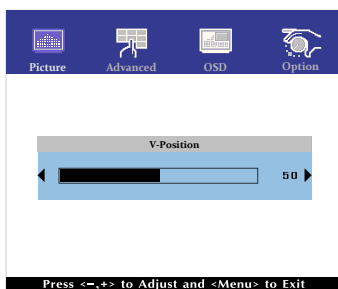 Picture Advanced OSD Option
V-Position
50
Press <-,+> to Adjust and <Menu> to Exit